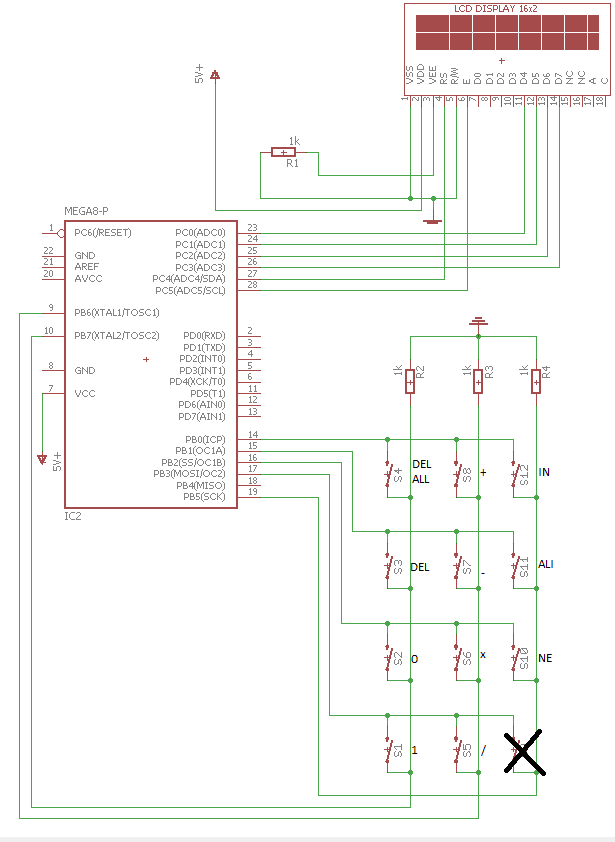 LCD DISPLAY 16x2
VSS
VDD
VEE
RS
R/W
E
D0
D1
D2
D3
D4
D5
D6
D7
NC
NC
A
C
1
2
3
4
5
6
7
8
9
10
11
12
13
14
15
16
17
18
5V+
1k
R1
MEGA8-P
1 PC6(/RESET) PC0(ADC0) 23
PC1(ADC1) 24
22 GND PC2(ADC2) 25
21 AREF PC3(ADC3) 26
20 AVCC PC4(ADC4/SDA) 27
PC5(ADC5/SCL) 28
9 PB6(XTAL1/TOSC1)
10 PB7(XTAL2/TOSC2) PD0(RXD) 2
PD1(TXD) 3
PD2(INT0) 4
8 GND PD3(INT1) 5
PD4(XCK/T0) 6
7 VCC PD5(T1) 11
PD6(AIN0) 12
PD7(AIN1) 13
PB0(ICP) 14
PB1(OC1A) 15
PB2(SS/OC1B) 16
PB3(MOSI/OC2) 17
PB4(MISO) 18
PB5(SCK) 19
5V+
IC2
1k R2 1k R3 1k R4
S4 DEL ALL S8 + S12 IN
S3 DEL S7 - S11 ALI
S2 0 S6 x S10 NE
S1 1 S5 /